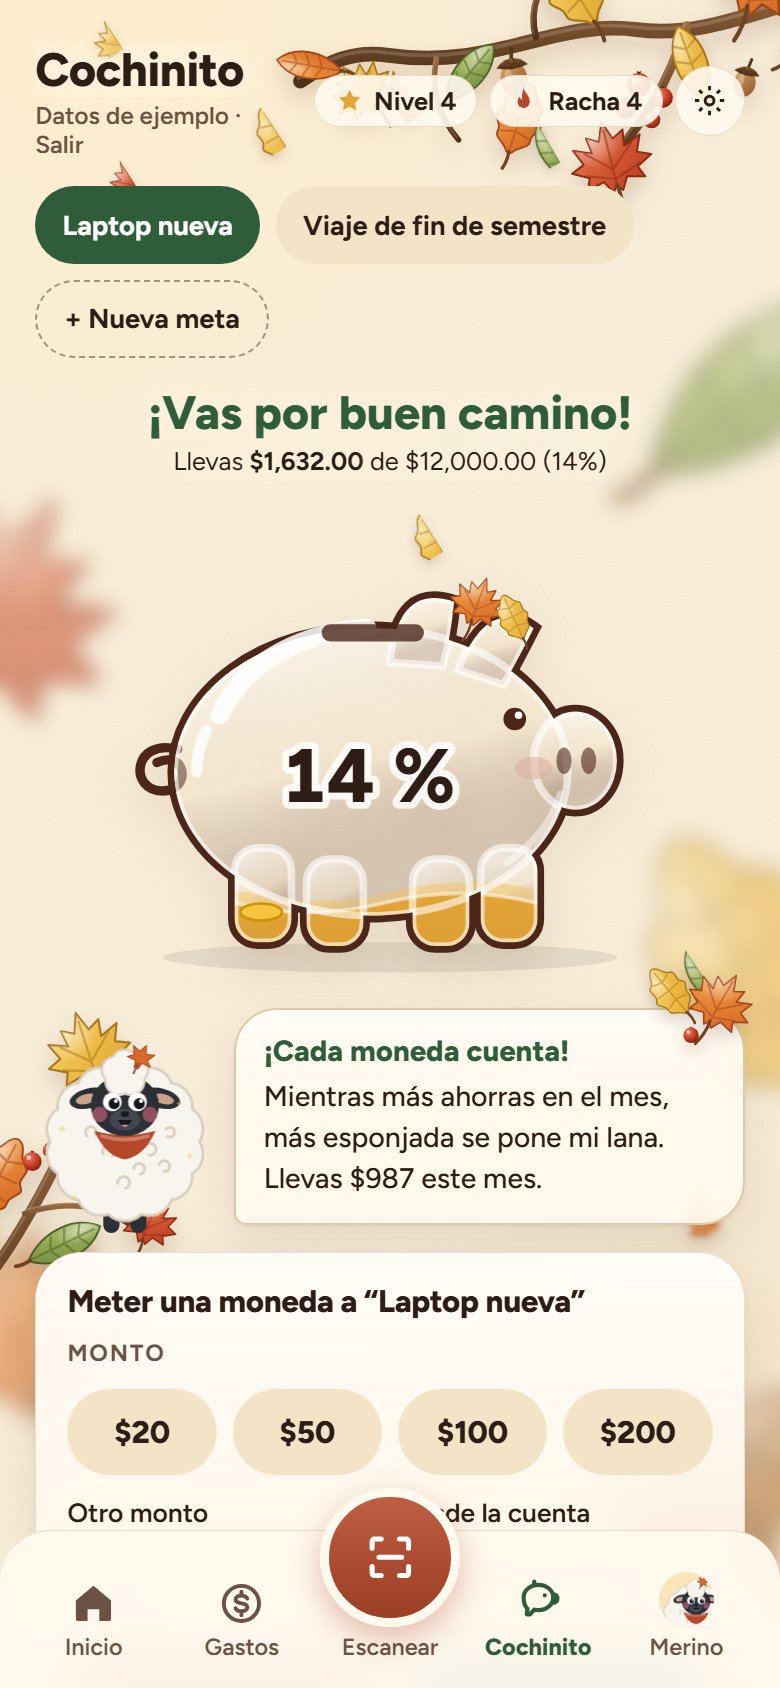 Cochinito
Datos de ejemplo ·
Salir
Nivel 4
Racha 4
Laptop nueva
Viaje de fin de semestre
+ Nueva meta
¡Vas por buen camino!
Llevas $1,632.00 de $12,000.00 (14%)
14 %
¡Cada moneda cuenta!
Mientras más ahorras en el mes,
más esponjada se pone mi lana.
Llevas $987 este mes.
Meter una moneda a “Laptop nueva”
MONTO
$20
$50
$100
$200
Otro monto
de la cuenta
Inicio
Gastos
Escanear
Cochinito
Merino